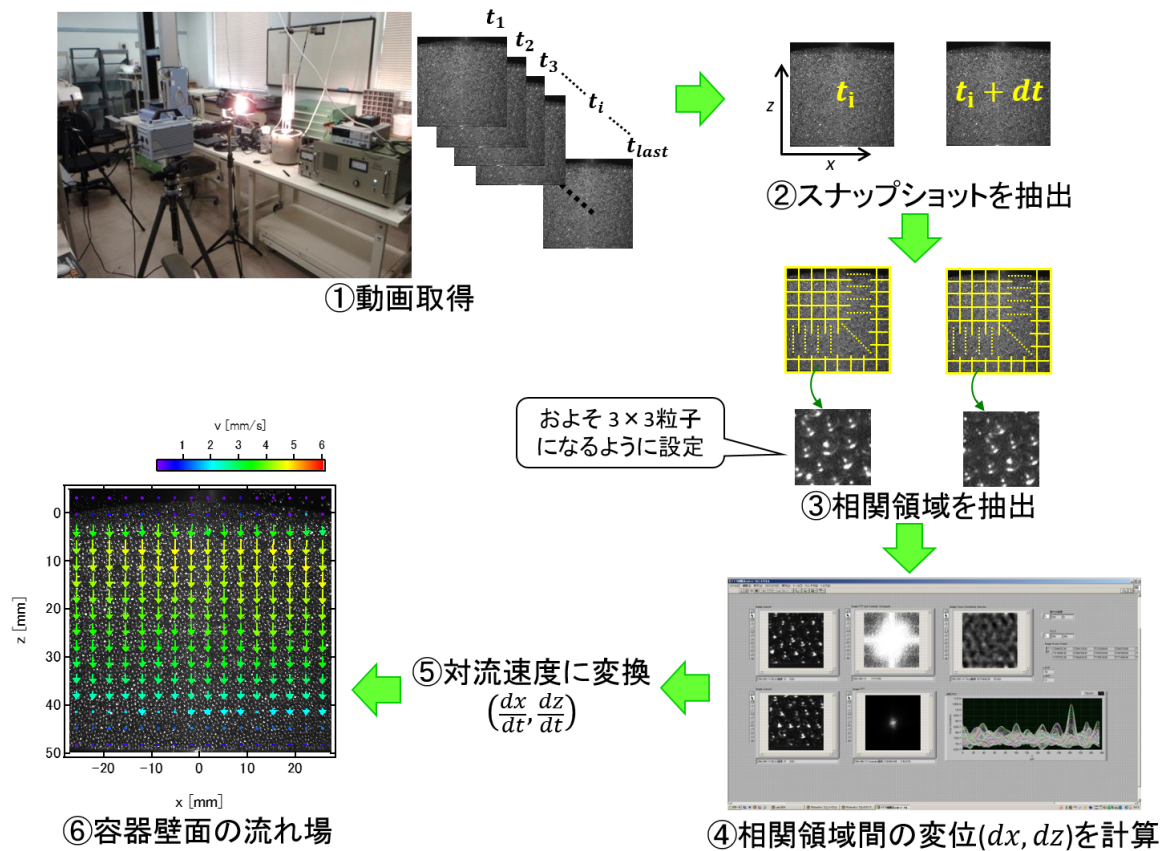 t₁
t₂
t₃
tᵢ
t_last
①動画取得
z
tᵢ
x
tᵢ + dt
②スナップショットを抽出
およそ 3×3粒子
になるように設定
③相関領域を抽出
④相関領域間の変位(dx, dz)を計算
⑤対流速度に変換
(dx/dt, dz/dt)
v [mm/s]
1 2 3 4 5 6
z [mm]
0
10
20
30
40
50
−20 −10 0 10 20
x [mm]
⑥容器壁面の流れ場